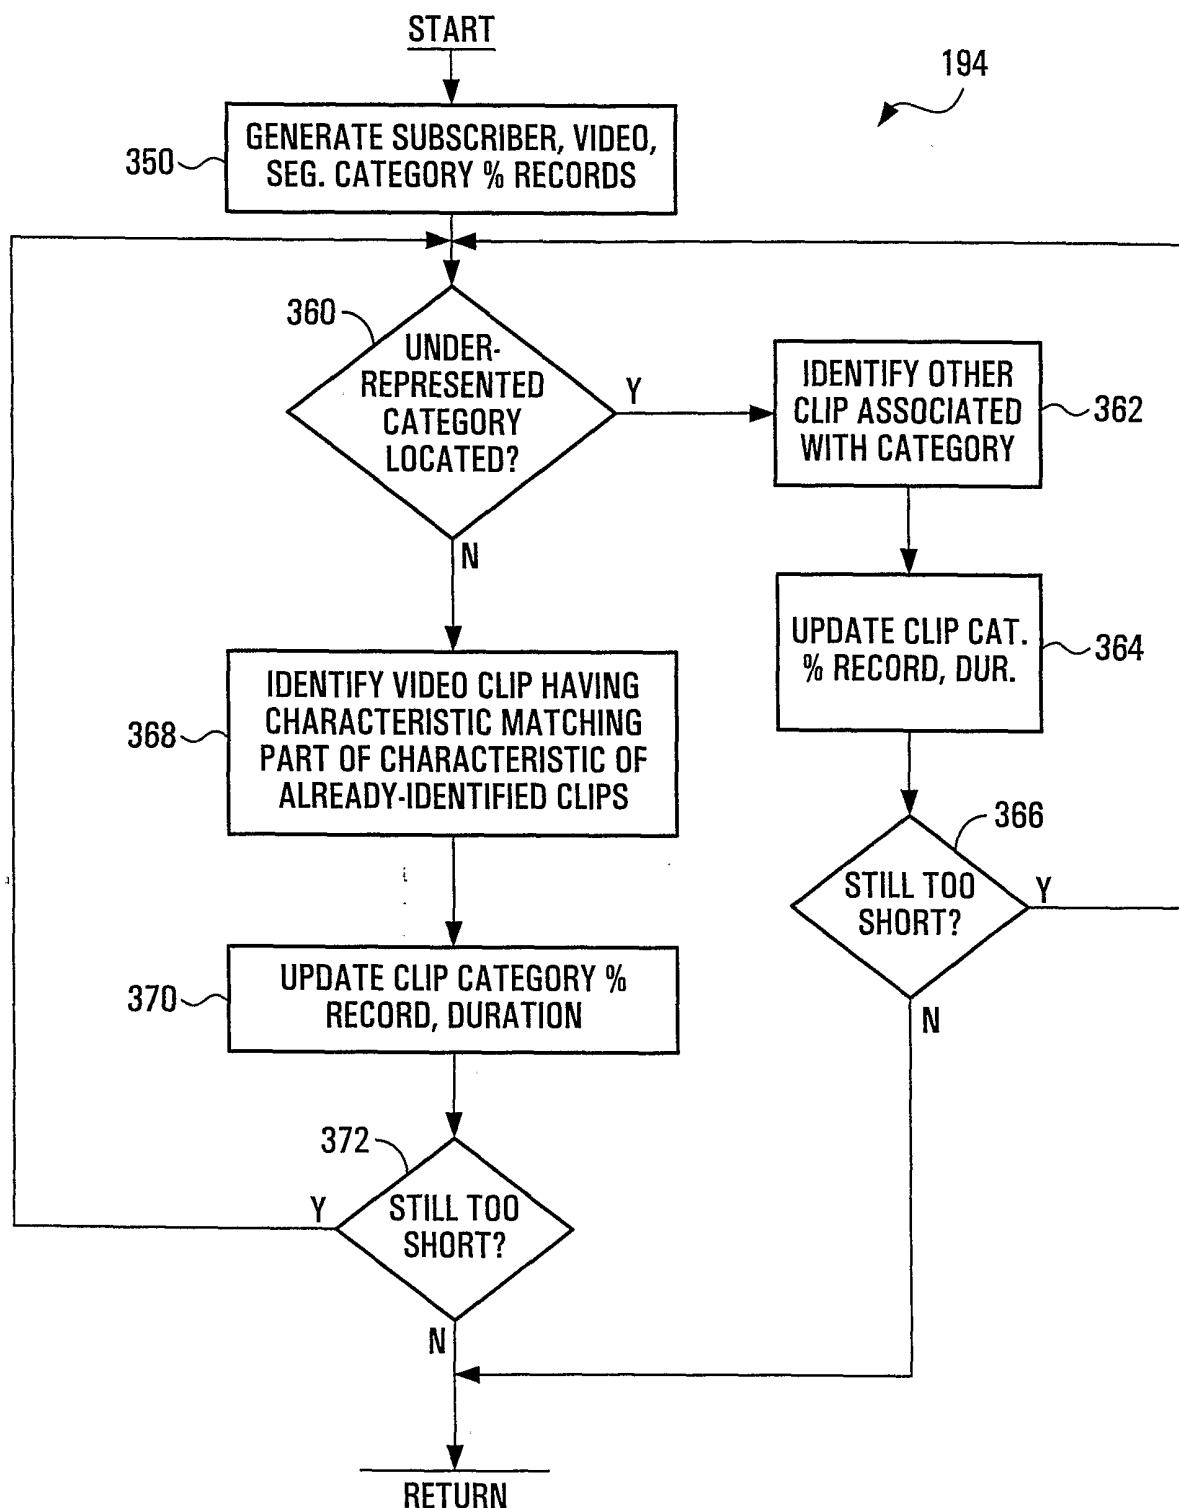 START
194
GENERATE SUBSCRIBER, VIDEO,
SEG. CATEGORY % RECORDS
350
360
UNDER-
REPRESENTED
CATEGORY
LOCATED?
Y
IDENTIFY OTHER
CLIP ASSOCIATED
WITH CATEGORY
362
N
UPDATE CLIP CAT.
% RECORD, DUR.
364
IDENTIFY VIDEO CLIP HAVING
CHARACTERISTIC MATCHING
PART OF CHARACTERISTIC OF
ALREADY-IDENTIFIED CLIPS
368
366
STILL TOO
SHORT?
Y
N
UPDATE CLIP CATEGORY %
RECORD, DURATION
370
372
STILL TOO
SHORT?
Y
N
RETURN